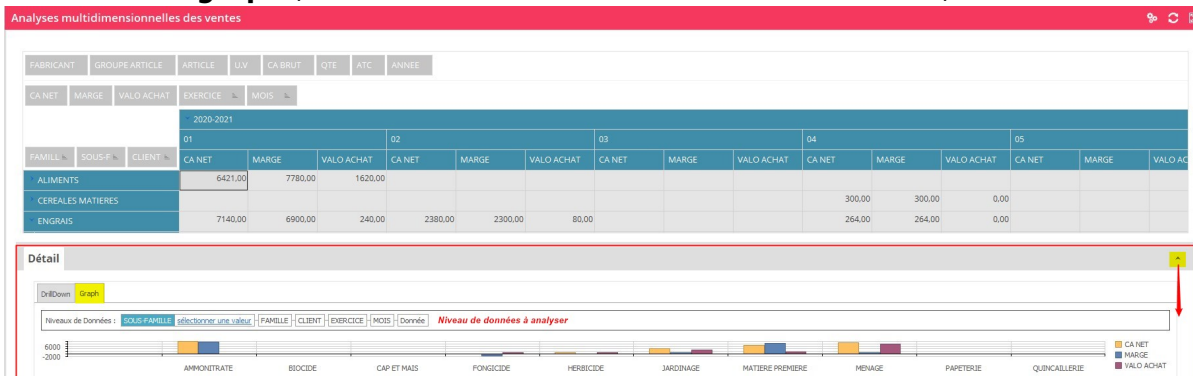 Analyses multidimensionnelles des ventes
FABRICANT GROUPE ARTICLE ARTICLE U.V CA BRUT QTE ATC ANNEE
CA NET MARGE VALO ACHAT EXERCICE MOIS
2020-2021
01 02 03 04 05
FAMILL SOUS-F CLIENT CA NET MARGE VALO ACHAT CA NET MARGE VALO ACHAT CA NET MARGE VALO ACHAT CA NET MARGE VALO ACHAT CA NET MARGE VALO AC
ALIMENTS 6421,00 7780,00 1620,00
CEREALES MATIERES 300,00 300,00 0,00
ENGRAIS 7140,00 6900,00 240,00 2380,00 2300,00 80,00 264,00 264,00 0,00
Détail
DrillDown Graph
Niveaux de Données : SOUS-FAMILLE sélectionner une valeur FAMILLE CLIENT EXERCICE MOIS Donnée Niveau de données à analyser
6000
-2000
AMMONITRATE BIOCIDE CAP ET MAIS FONGICIDE HERBICIDE JARDINAGE MATIERE PREMIERE MENAGE PAPETERIE QUINCAILLERIE
CA NET
MARGE
VALO ACHAT